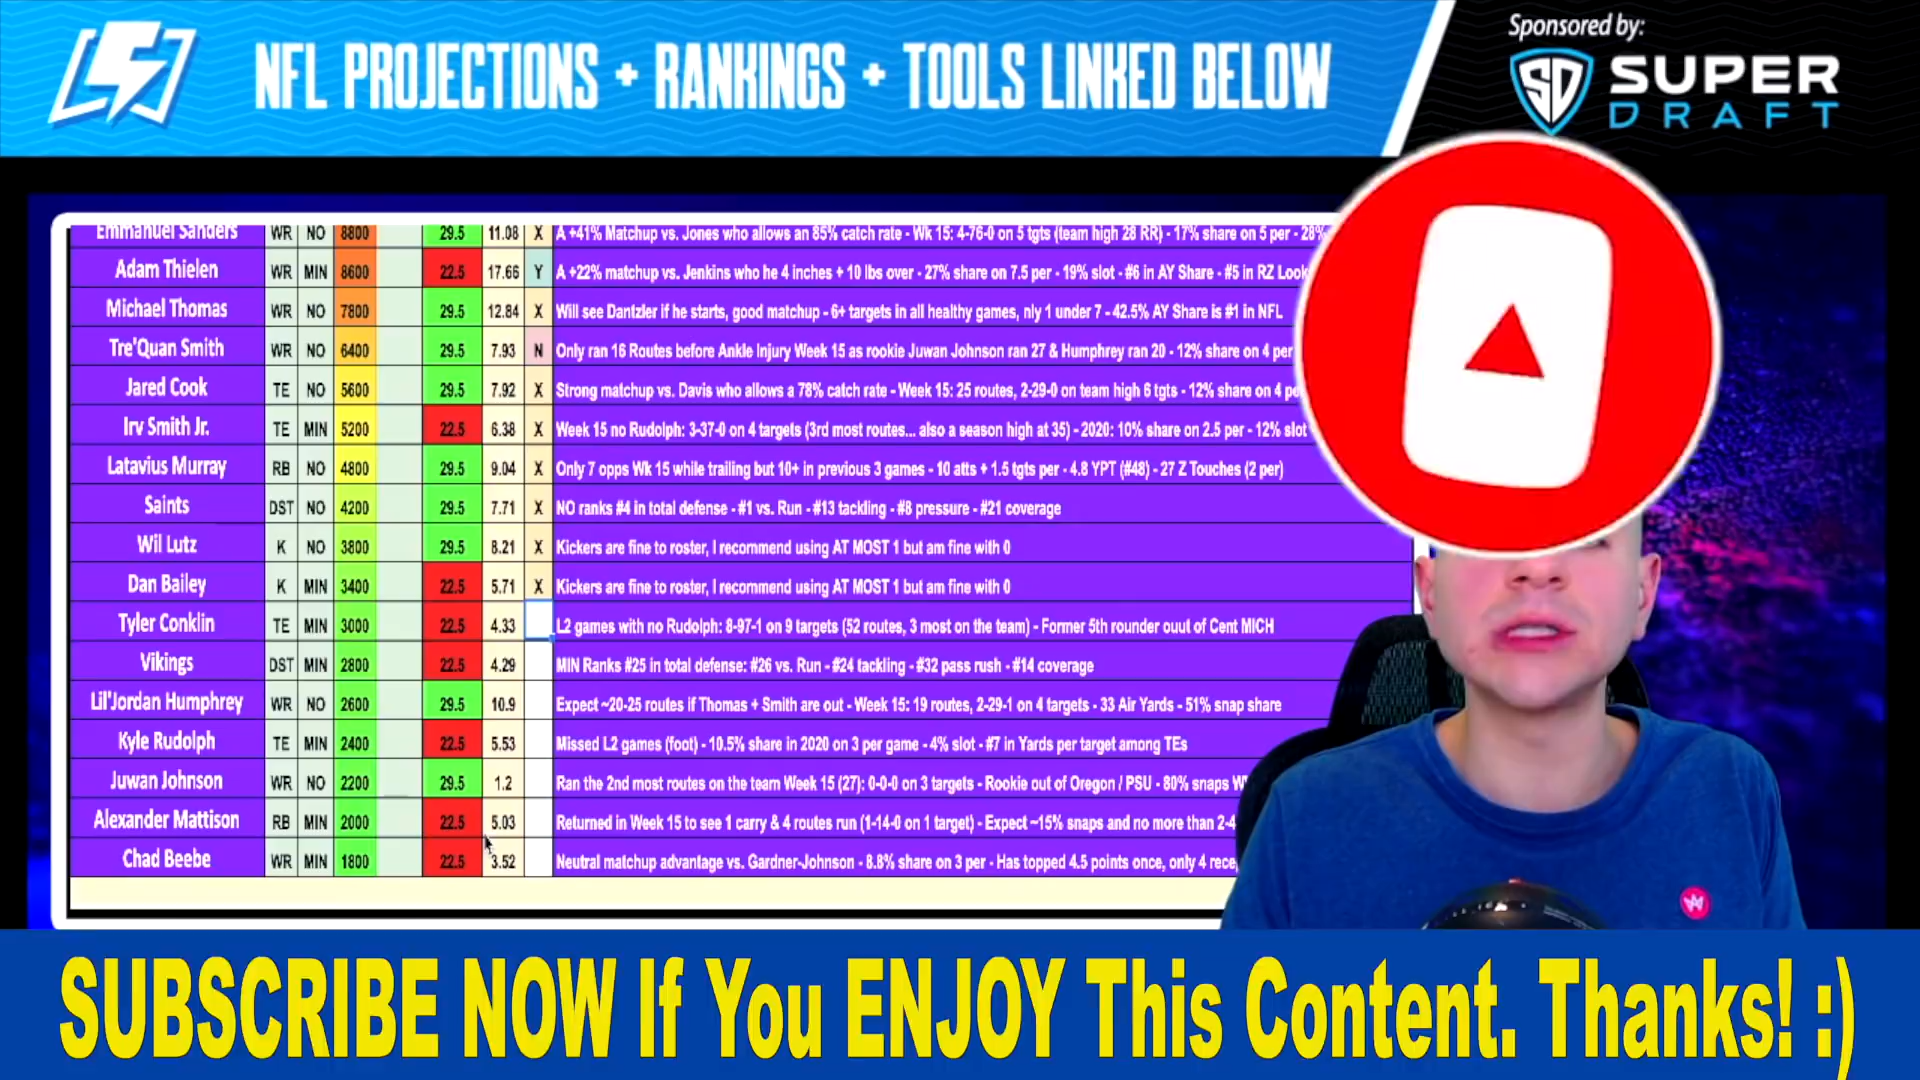 NFL PROJECTIONS + RANKINGS + TOOLS LINKED BELOW
Sponsored by:
SD SUPER
DRAFT
Emmanuel Sanders WR NO 8800 29.5 11.08 X A +41% Matchup vs. Jones who allows an 85% catch rate - Wk 15: 4-76-0 on 5 tgts (team high 28 RR) - 17% share on 5 per - 28%
Adam Thielen WR MIN 8600 22.5 17.66 Y A +22% matchup vs. Jenkins who he 4 inches + 10 lbs over - 27% share on 7.5 per - 19% slot - #6 in AY Share - #5 in RZ Look
Michael Thomas WR NO 7800 29.5 12.84 X Will see Dantzler if he starts, good matchup - 6+ targets in all healthy games, nly 1 under 7 - 42.5% AY Share is #1 in NFL
Tre'Quan Smith WR NO 6400 29.5 7.93 N Only ran 16 Routes before Ankle Injury Week 15 as rookie Juwan Johnson ran 27 & Humphrey ran 20 - 12% share on 4 per
Jared Cook TE NO 5600 29.5 7.92 X Strong matchup vs. Davis who allows a 78% catch rate - Week 15: 25 routes, 2-29-0 on team high 6 tgts - 12% share on 4 pe
Irv Smith Jr. TE MIN 5200 22.5 6.38 X Week 15 no Rudolph: 3-37-0 on 4 targets (3rd most routes... also a season high at 35) - 2020: 10% share on 2.5 per - 12% slot
Latavius Murray RB NO 4800 29.5 9.04 X Only 7 opps Wk 15 while trailing but 10+ in previous 3 games - 10 atts + 1.5 tgts per - 4.8 YPT (#48) - 27 Z Touches (2 per)
Saints DST NO 4200 29.5 7.71 X NO ranks #4 in total defense - #1 vs. Run - #13 tackling - #8 pressure - #21 coverage
Wil Lutz K NO 3800 29.5 8.21 X Kickers are fine to roster, I recommend using AT MOST 1 but am fine with 0
Dan Bailey K MIN 3400 22.5 5.71 X Kickers are fine to roster, I recommend using AT MOST 1 but am fine with 0
Tyler Conklin TE MIN 3000 22.5 4.33 L2 games with no Rudolph: 8-97-1 on 9 targets (52 routes, 3 most on the team) - Former 5th rounder ouut of Cent MICH
Vikings DST MIN 2800 22.5 4.29 MIN Ranks #25 in total defense: #26 vs. Run - #24 tackling - #32 pass rush - #14 coverage
Lil'Jordan Humphrey WR NO 2600 29.5 10.9 Expect ~20-25 routes if Thomas + Smith are out - Week 15: 19 routes, 2-29-1 on 4 targets - 33 Air Yards - 51% snap share
Kyle Rudolph TE MIN 2400 22.5 5.53 Missed L2 games (foot) - 10.5% share in 2020 on 3 per game - 4% slot - #7 in Yards per target among TEs
Juwan Johnson WR NO 2200 29.5 1.2 Ran the 2nd most routes on the team Week 15 (27): 0-0-0 on 3 targets - Rookie out of Oregon / PSU - 80% snaps W
Alexander Mattison RB MIN 2000 22.5 5.03 Returned in Week 15 to see 1 carry & 4 routes run (1-14-0 on 1 target) - Expect ~15% snaps and no more than 2-4
Chad Beebe WR MIN 1800 22.5 3.52 Neutral matchup advantage vs. Gardner-Johnson - 8.8% share on 3 per - Has topped 4.5 points once, only 4 rece
SUBSCRIBE NOW If You ENJOY This Content. Thanks! :)